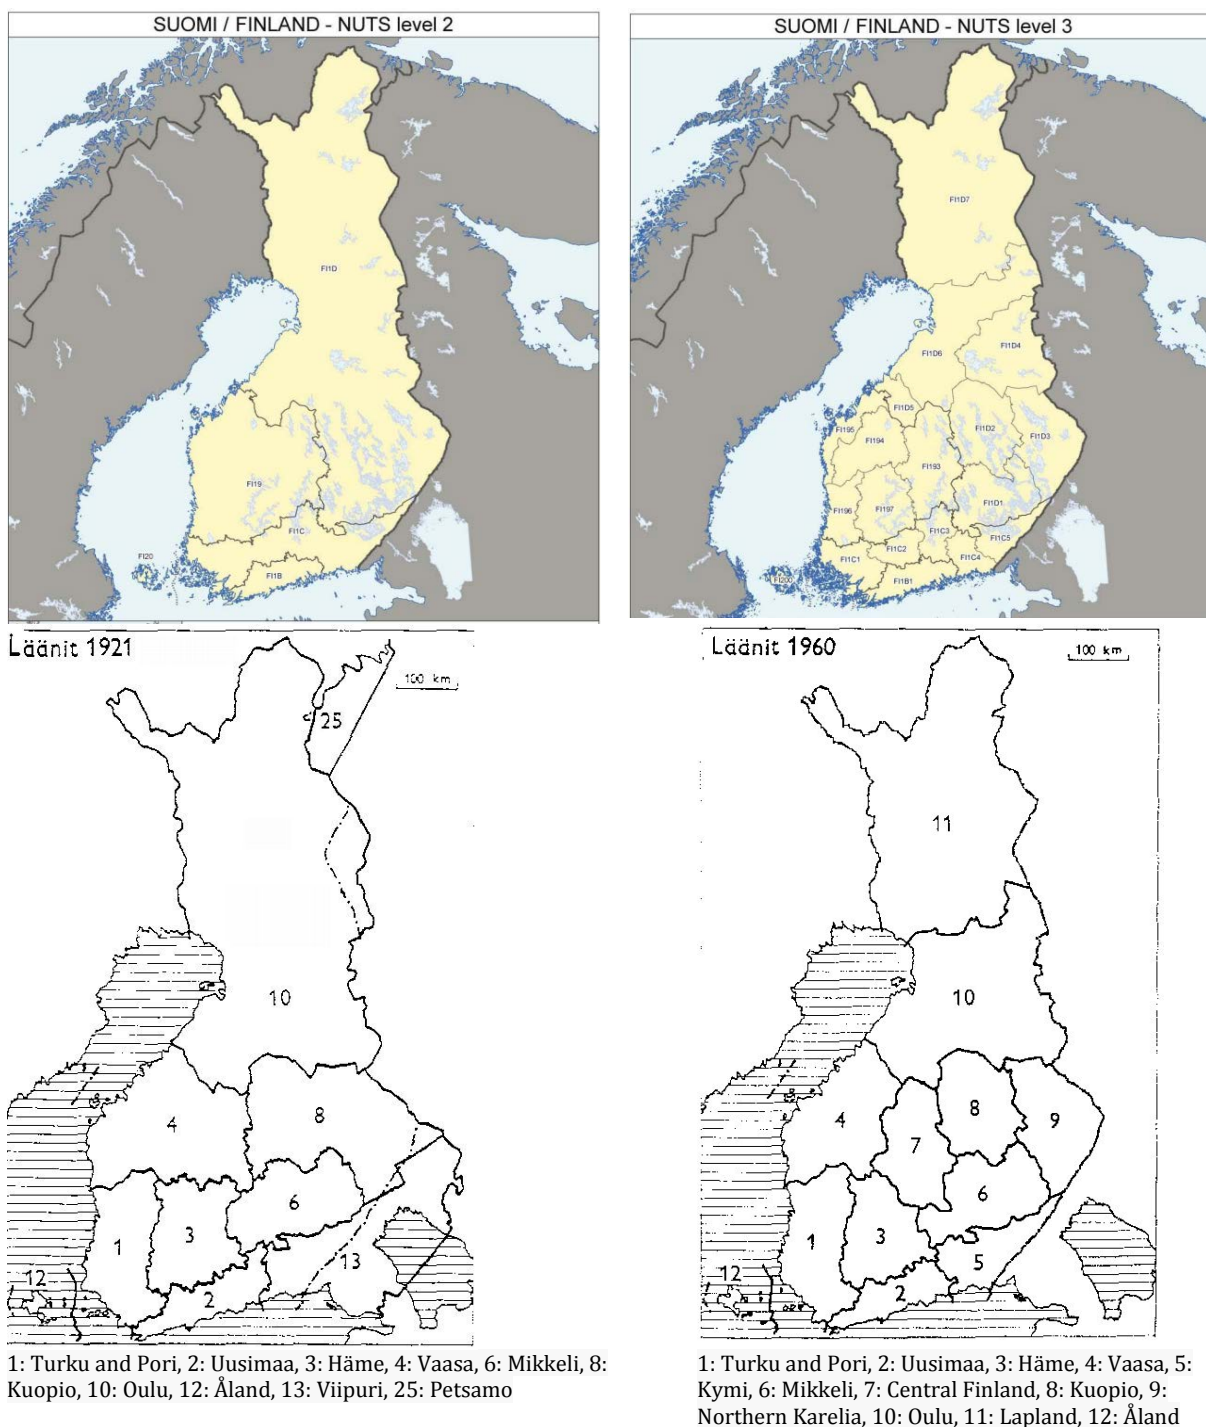 SUOMI / FINLAND - NUTS level 2
FI1D
FI19
FI1C
FI20
FI1B
SUOMI / FINLAND - NUTS level 3
FI1D7
FI1D4
FI1D6
FI1D5
FI195
FI194
FI1D2
FI1D3
FI193
FI196
FI197
FI1D1
FI1C3
FI1C5
FI1C1
FI1C2
FI1C4
FI200
FI1B1
Läänit 1921
100 km
25
10
4
8
6
1
3
13
12
2
1: Turku and Pori, 2: Uusimaa, 3: Häme, 4: Vaasa, 6: Mikkeli, 8:
Kuopio, 10: Oulu, 12: Åland, 13: Viipuri, 25: Petsamo
Läänit 1960
100 km
11
10
4
8
9
7
6
1
3
5
12
2
1: Turku and Pori, 2: Uusimaa, 3: Häme, 4: Vaasa, 5:
Kymi, 6: Mikkeli, 7: Central Finland, 8: Kuopio, 9:
Northern Karelia, 10: Oulu, 11: Lapland, 12: Åland